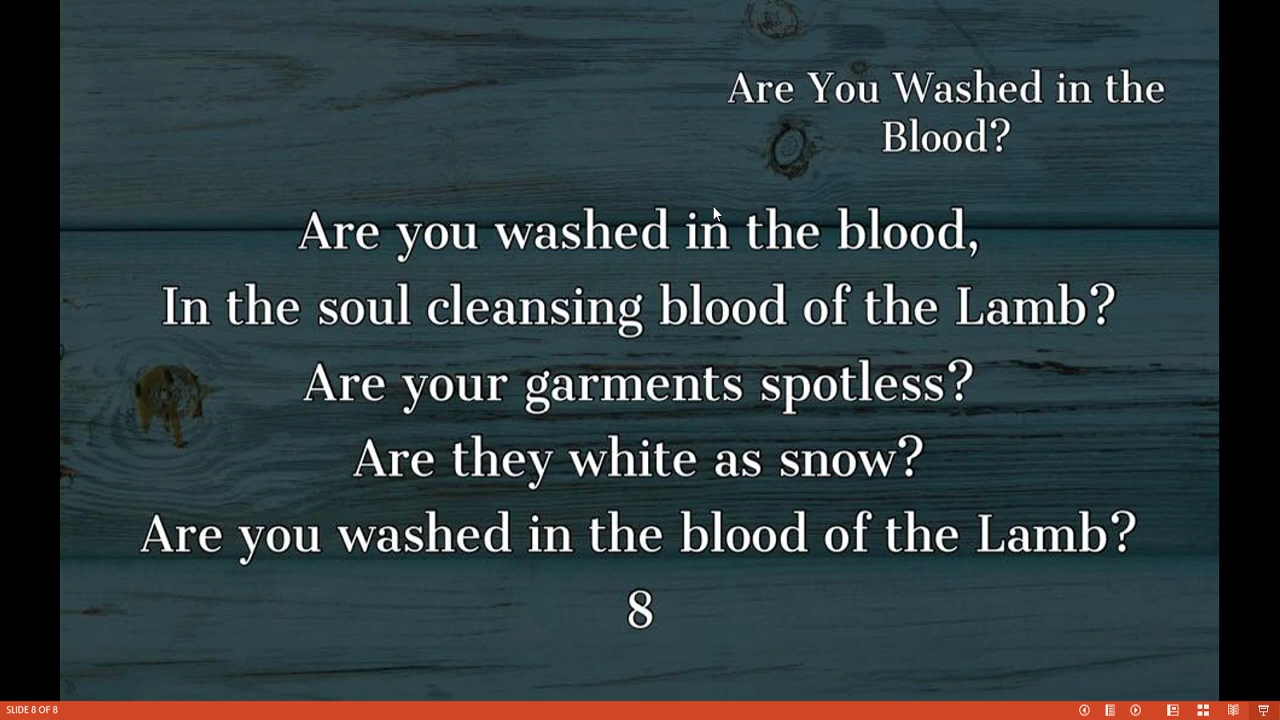 Are You Washed in the
Blood?
Are you washed in the blood,
In the soul cleansing blood of the Lamb?
Are your garments spotless?
Are they white as snow?
Are you washed in the blood of the Lamb?
8
SLIDE 8 OF 8